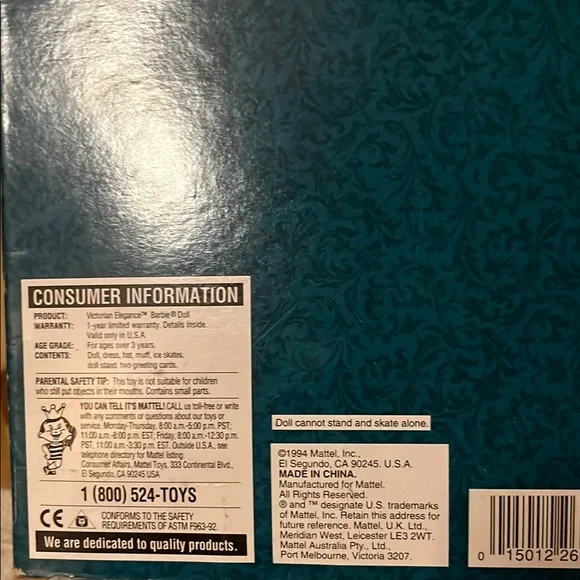 CONSUMER INFORMATION
PRODUCT: Victorian Elegance™ Barbie® Doll
WARRANTY: 1-year limited warranty. Details Inside.
Valid only in U.S.A.
AGE GRADE: For ages over 3 years.
CONTENTS: Doll, dress, hat, muff, ice skates,
doll stand, two greeting cards.
PARENTAL SAFETY TIP: This toy is not suitable for children
who still put objects in their mouths. Contains small parts.
YOU CAN TELL IT'S MATTEL! CALL us toll-free or write
with any comments or questions about our toys or
service. Monday-Thursday, 8:00 a.m.-5:00 p.m. PST;
11:00 a.m.-8:00 p.m. EST; Friday, 8:00 a.m.-12:30 p.m.
PST, 11:00 a.m.-3:30 p.m. EST. Outside U.S.A., see
telephone directory for Mattel listing.
Consumer Affairs, Mattel Toys, 333 Continental Blvd.,
El Segundo, CA 90245 USA
1 (800) 524-TOYS
CE CONFORMS TO THE SAFETY
REQUIREMENTS OF ASTM F963-92.
We are dedicated to quality products.
Doll cannot stand and skate alone.
©1994 Mattel, Inc.,
El Segundo, CA 90245. U.S.A.
MADE IN CHINA.
Manufactured for Mattel.
All Rights Reserved.
® and ™ designate U.S. trademarks
of Mattel, Inc. Retain this address for
future reference. Mattel, U.K. Ltd.,
Meridian West, Leicester LE3 2WT.
Mattel Australia Pty., Ltd.,
Port Melbourne, Victoria 3207.
0 15012 26